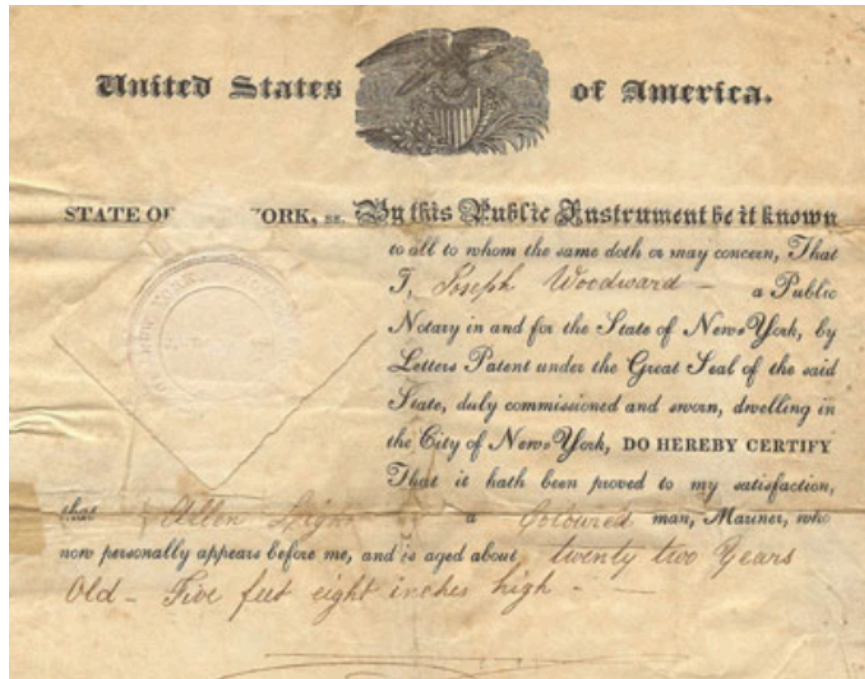 United States of America.
STATE OF YORK, ss. By this Public Instrument be it known
to all to whom the same doth or may concern, That
I, Joseph Woodward – a Public
Notary in and for the State of New-York, by
Letters Patent under the Great Seal of the said
State, duly commissioned and sworn, dwelling in
the City of New-York, DO HEREBY CERTIFY
That it hath been proved to my satisfaction,
that Allen a Coloured man, Mariner, who
now personally appears before me, and is aged about twenty two Years
Old – Five feet eight inches high – —